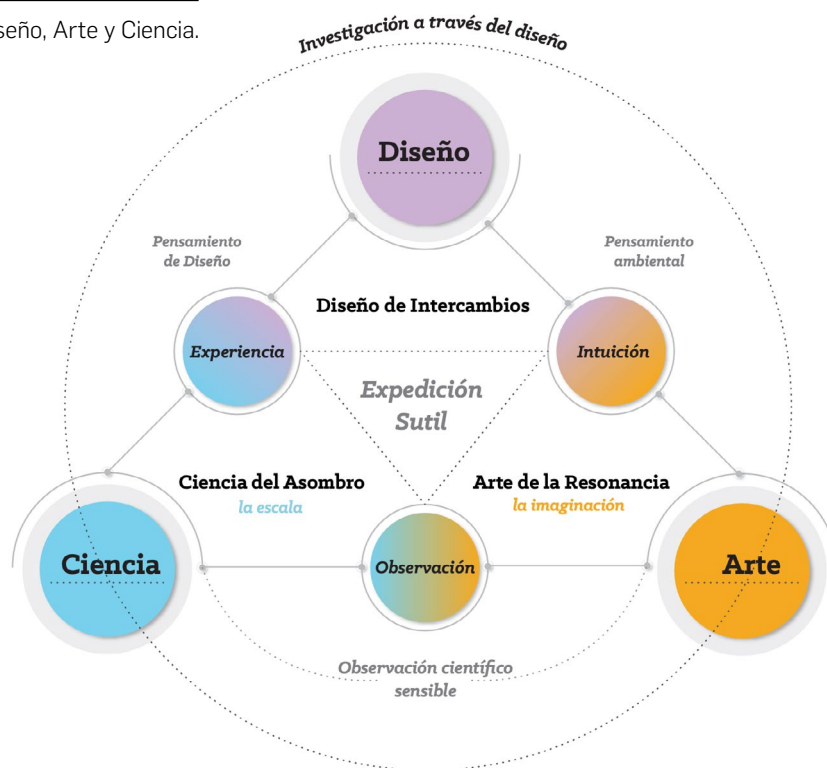 seño, Arte y Ciencia.
Investigación a través del diseño
Diseño
Pensamiento
de Diseño
Pensamiento
ambiental
Diseño de Intercambios
Experiencia
Intuición
Expedición
Sutil
Ciencia del Asombro
la escala
Arte de la Resonancia
la imaginación
Ciencia
Observación
Arte
Observación científico
sensible